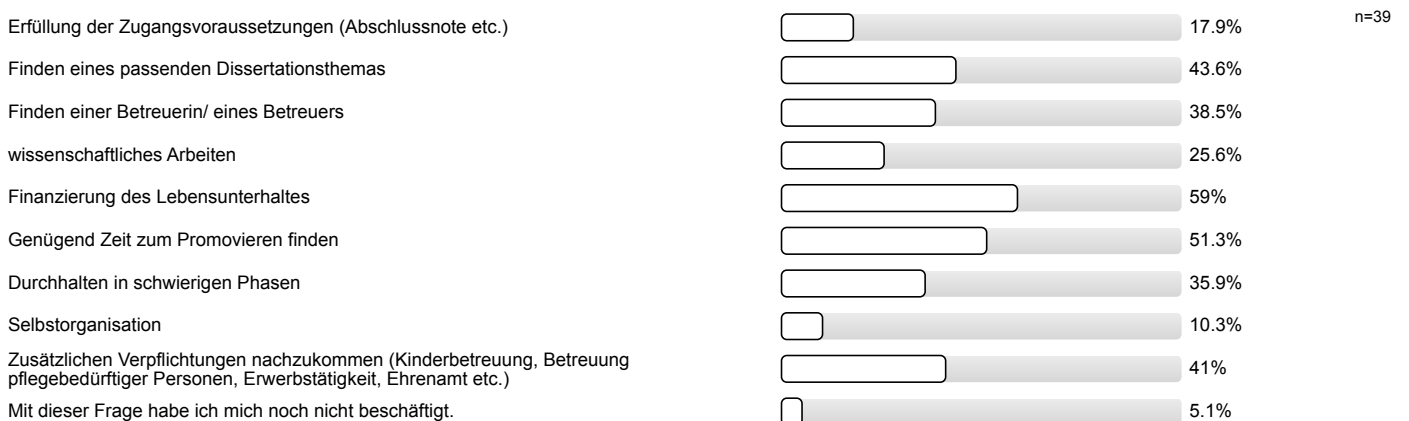 Erfüllung der Zugangsvoraussetzungen (Abschlussnote etc.) 17.9% n=39
Finden eines passenden Dissertationsthemas 43.6%
Finden einer Betreuerin/ eines Betreuers 38.5%
wissenschaftliches Arbeiten 25.6%
Finanzierung des Lebensunterhaltes 59%
Genügend Zeit zum Promovieren finden 51.3%
Durchhalten in schwierigen Phasen 35.9%
Selbstorganisation 10.3%
Zusätzlichen Verpflichtungen nachzukommen (Kinderbetreuung, Betreuung
pflegebedürftiger Personen, Erwerbstätigkeit, Ehrenamt etc.) 41%
Mit dieser Frage habe ich mich noch nicht beschäftigt. 5.1%